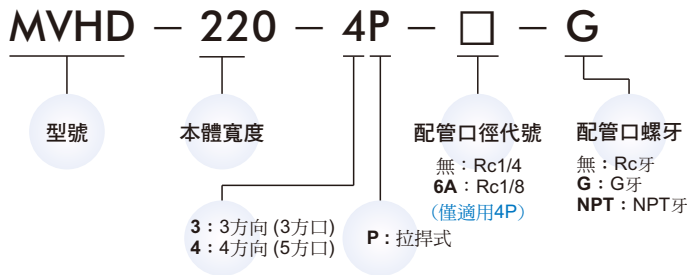 MVHD － 220 － 4P － □ － G
型號
本體寬度
配管口徑代號
配管口螺牙
無：Rc1/4
6A：Rc1/8
(僅適用4P)
無：Rc牙
G：G牙
NPT：NPT牙
3：3方向 (3方口)
4：4方向 (5方口)
P：拉捍式